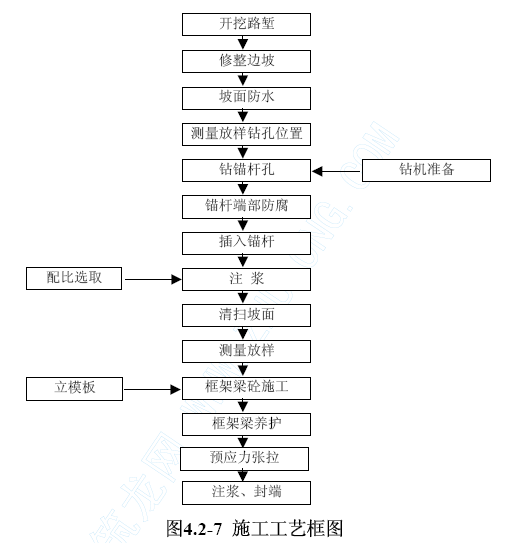 开挖路堑
修整边坡
坡面防水
测量放样钻孔位置
钻锚杆孔
钻机准备
锚杆端部防腐
插入锚杆
配比选取
注 浆
清扫坡面
测量放样
立模板
框架梁砼施工
框架梁养护
预应力张拉
注浆、封端
图4.2-7 施工工艺框图